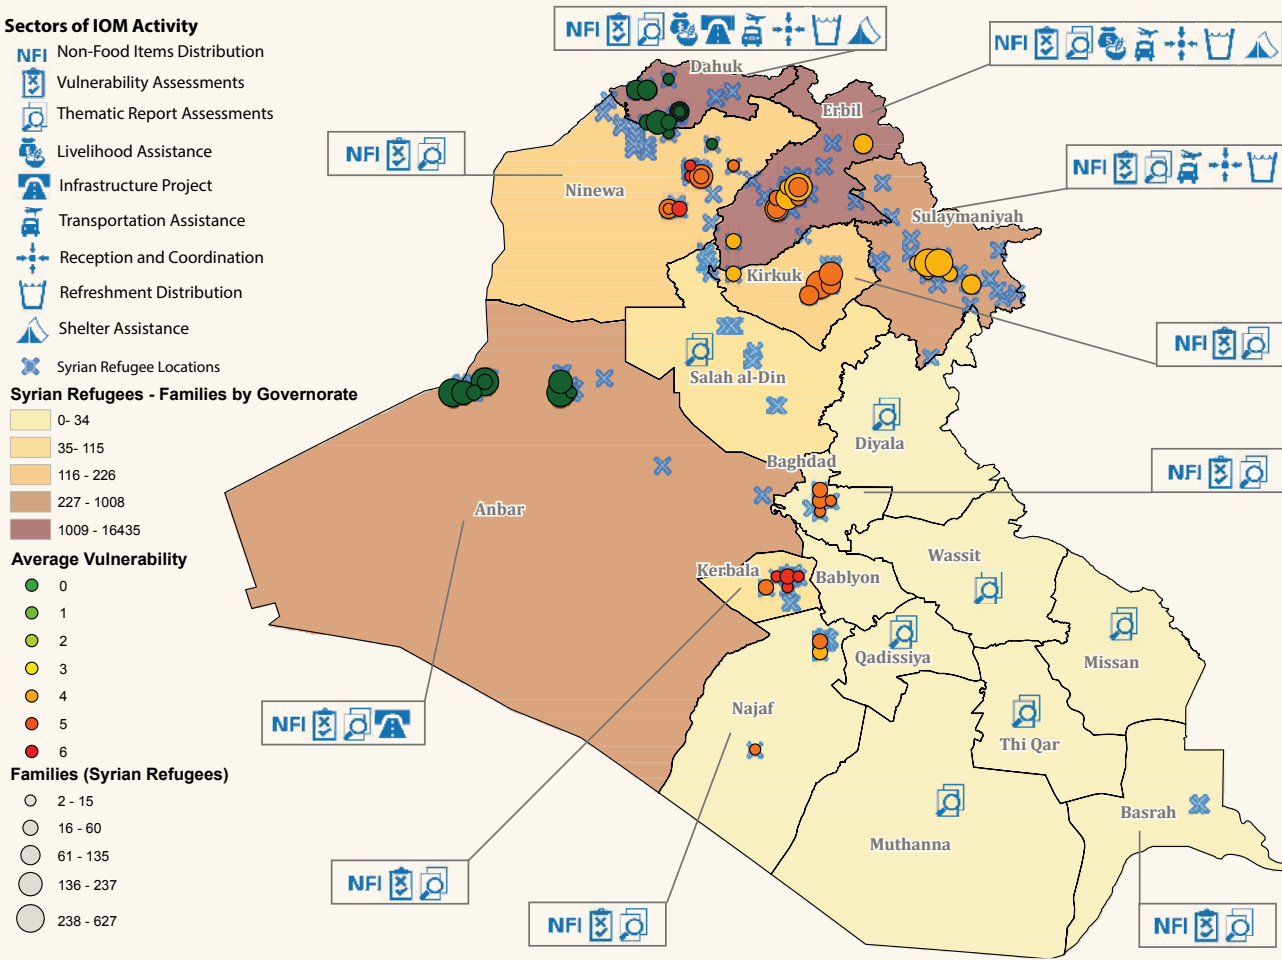 Sectors of IOM Activity
NFI Non-Food Items Distribution
Vulnerability Assessments
Thematic Report Assessments
Livelihood Assistance
Infrastructure Project
Transportation Assistance
Reception and Coordination
Refreshment Distribution
Shelter Assistance
Syrian Refugee Locations
Syrian Refugees - Families by Governorate
0- 34
35- 115
116 - 226
227 - 1008
1009 - 16435
Average Vulnerability
0
1
2
3
4
5
6
Families (Syrian Refugees)
2 - 15
16 - 60
61 - 135
136 - 237
238 - 627
NFI
NFI
Dahuk
Erbil
NFI
NFI
Ninewa
Sulaymaniyah
Kirkuk
NFI
Salah al-Din
Diyala
Baghdad
NFI
Anbar
Wassit
Kerbala
Bablyon
Qadissiya
Missan
NFI
Najaf
Thi Qar
Basrah
Muthanna
NFI
NFI
NFI